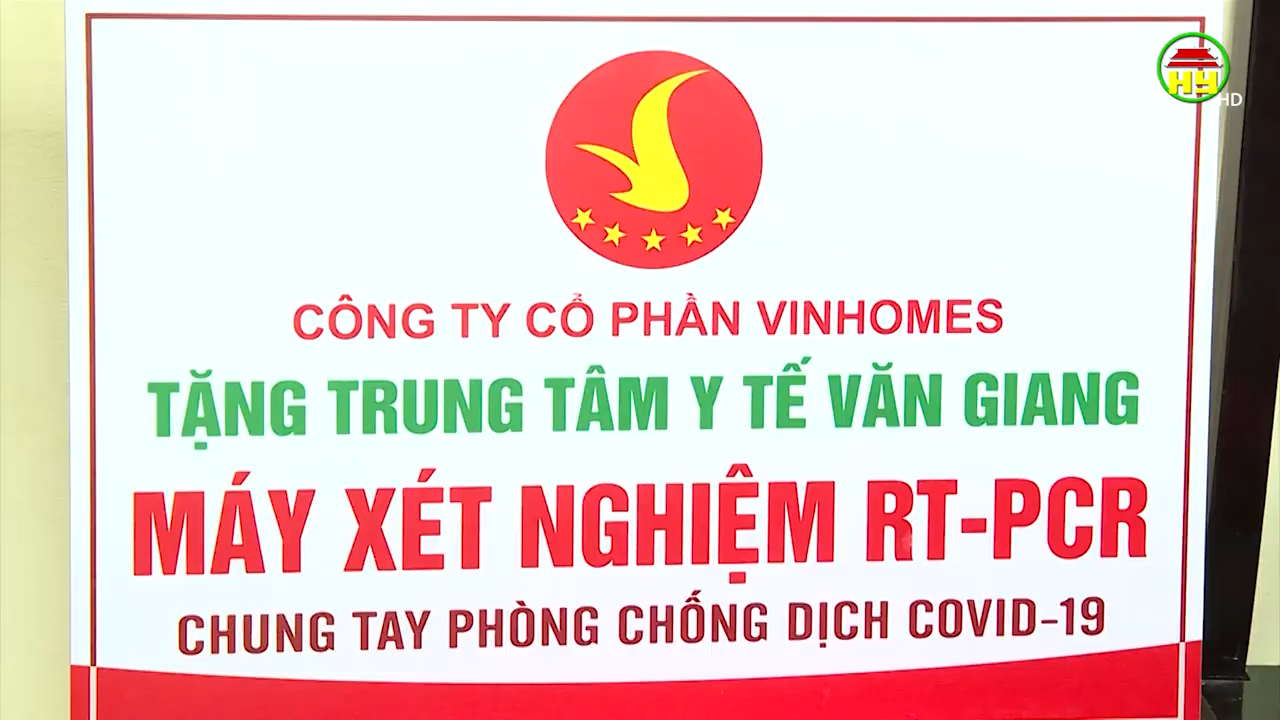 HY
HD
CÔNG TY CỔ PHẦN VINHOMES
TẶNG TRUNG TÂM Y TẾ VĂN GIANG
MÁY XÉT NGHIỆM RT-PCR
CHUNG TAY PHÒNG CHỐNG DỊCH COVID-19